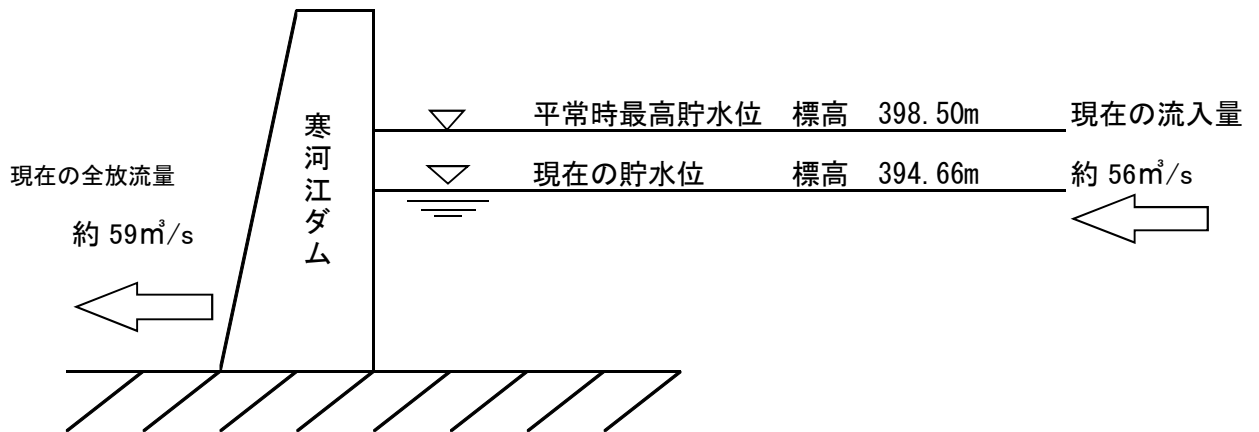 平常時最高貯水位 標高 398.50m 現在の流入量
現在の貯水位 標高 394.66m 約 56㎥/s
現在の全放流量
約 59㎥/s
寒河江ダム